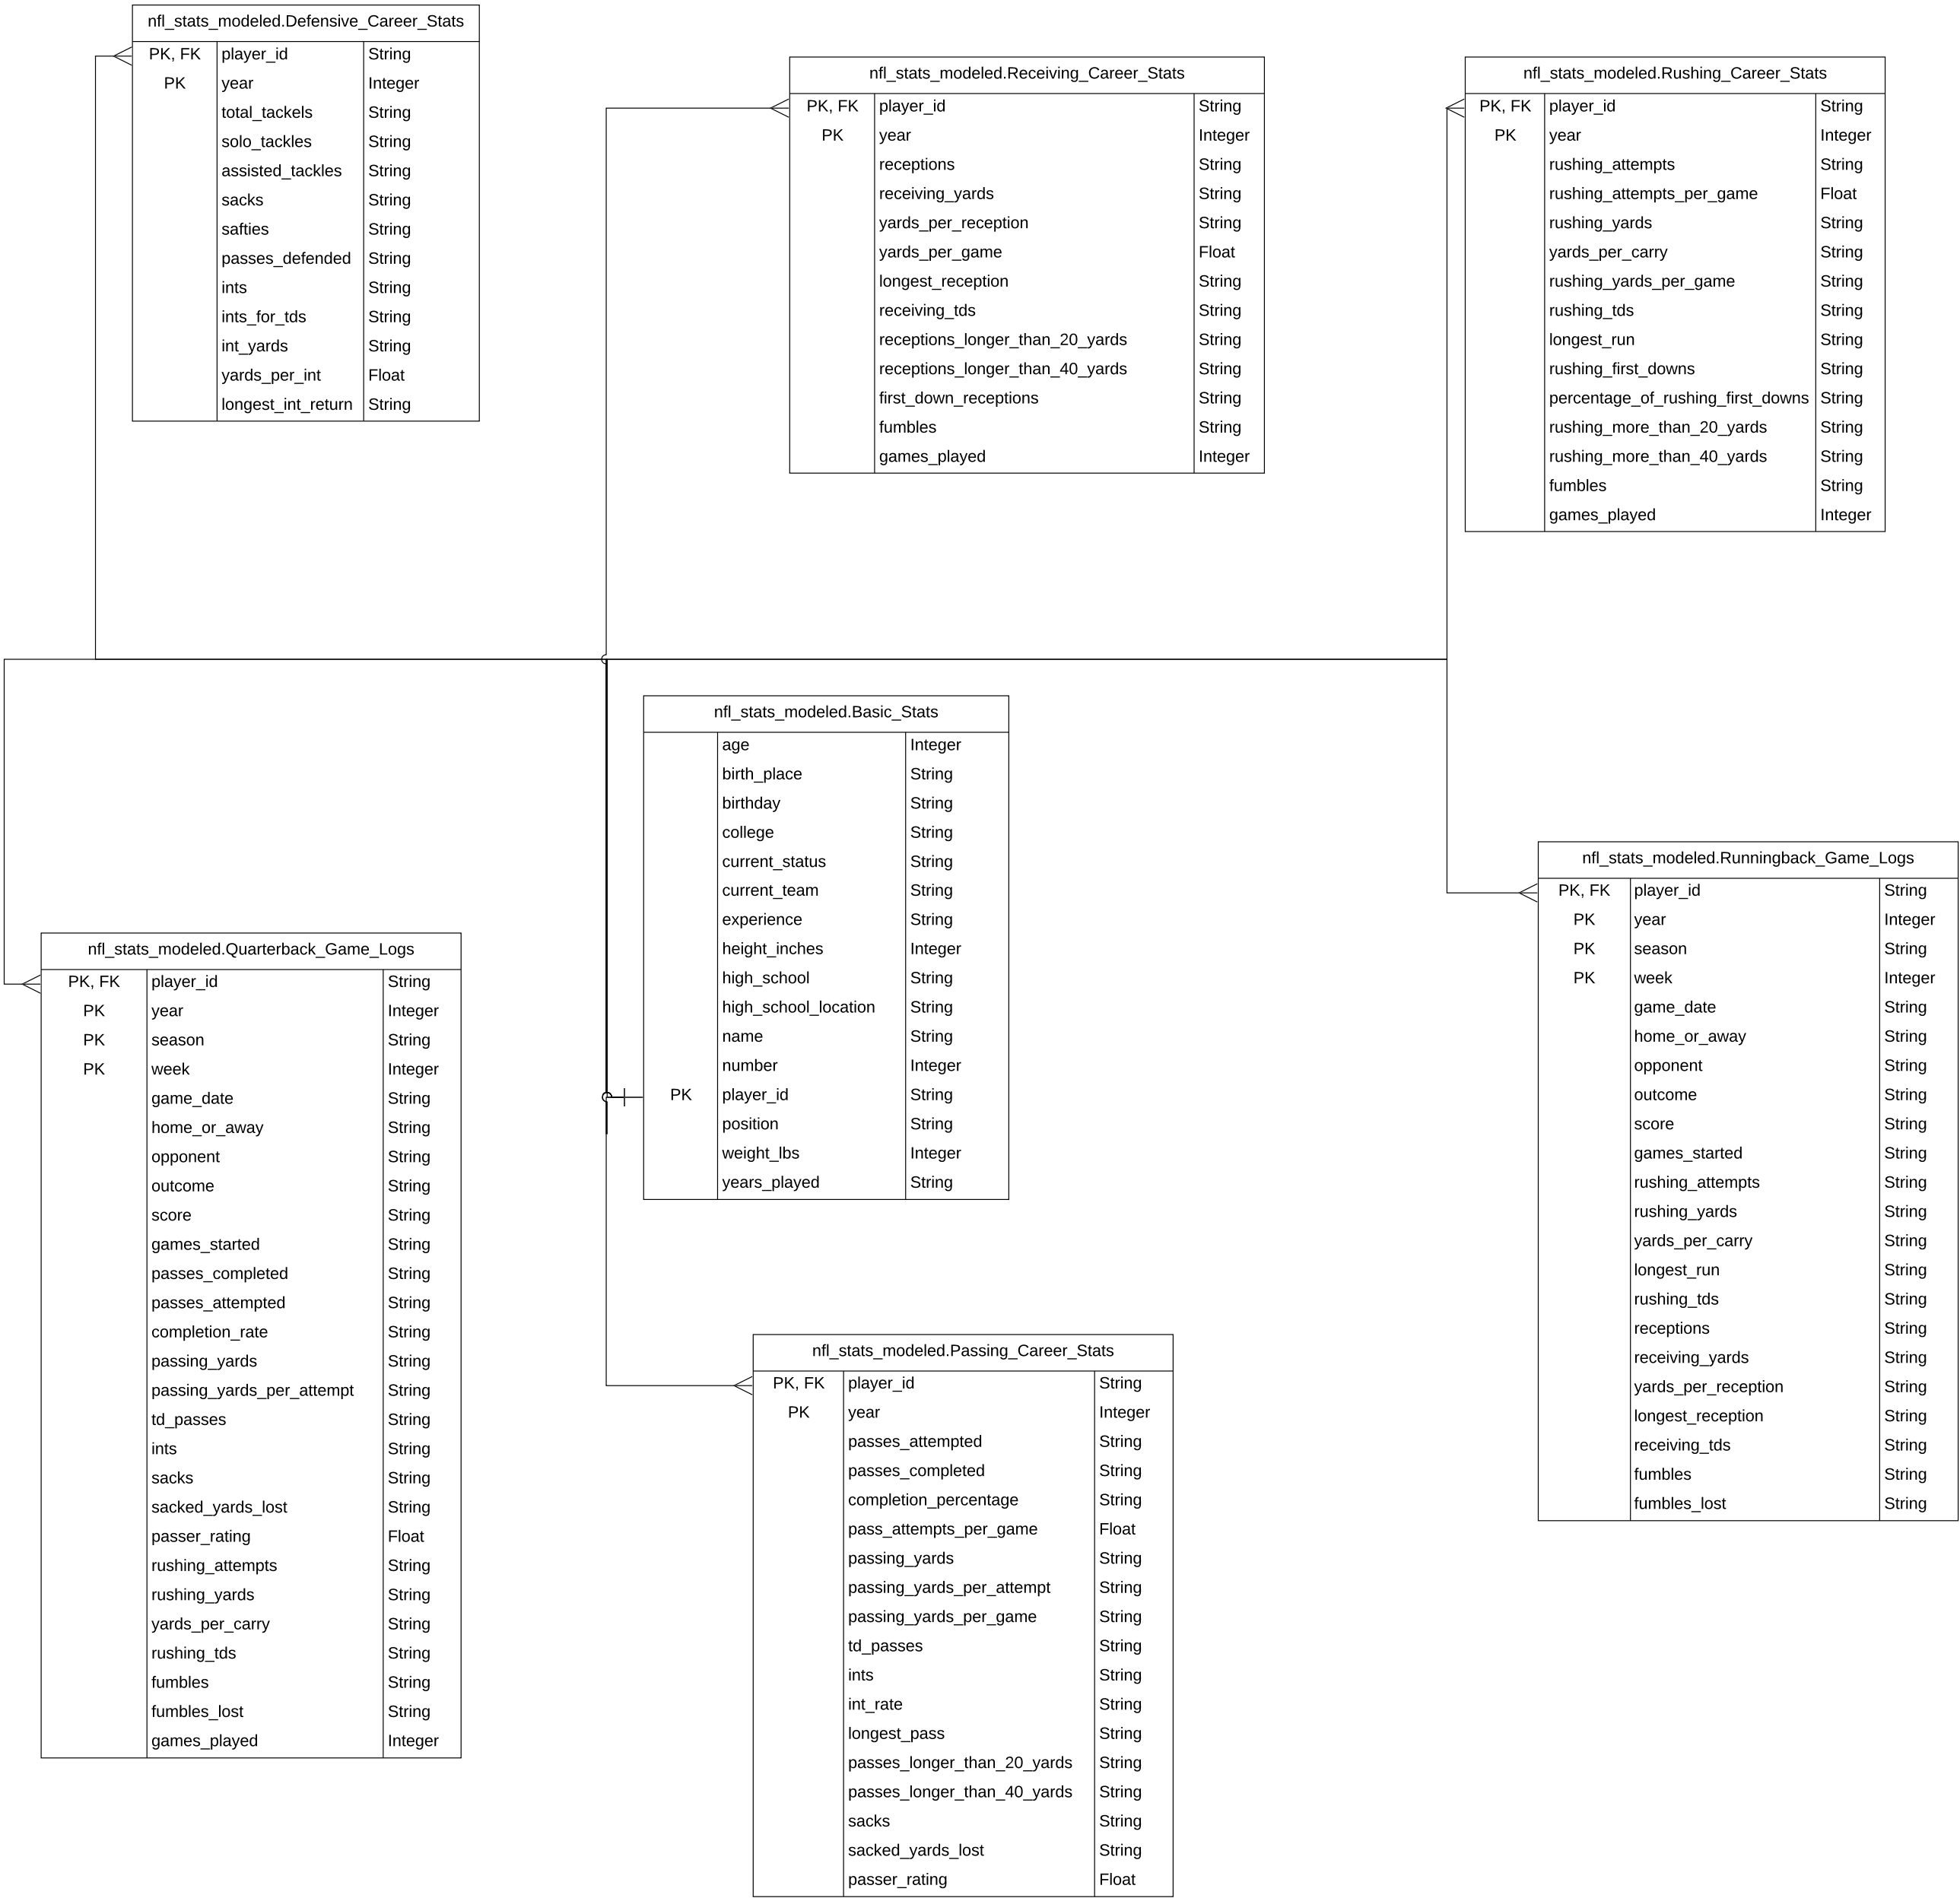 nfl_stats_modeled.Defensive_Career_Stats
PK, FK player_id String
PK year Integer
total_tackels String
solo_tackles String
assisted_tackles String
sacks String
safties String
passes_defended String
ints String
ints_for_tds String
int_yards String
yards_per_int Float
longest_int_return String
nfl_stats_modeled.Receiving_Career_Stats
PK, FK player_id String
PK year Integer
receptions String
receiving_yards String
yards_per_reception String
yards_per_game Float
longest_reception String
receiving_tds String
receptions_longer_than_20_yards String
receptions_longer_than_40_yards String
first_down_receptions String
fumbles String
games_played Integer
nfl_stats_modeled.Rushing_Career_Stats
PK, FK player_id String
PK year Integer
rushing_attempts String
rushing_attempts_per_game Float
rushing_yards String
yards_per_carry String
rushing_yards_per_game String
rushing_tds String
longest_run String
rushing_first_downs String
percentage_of_rushing_first_downs String
rushing_more_than_20_yards String
rushing_more_than_40_yards String
fumbles String
games_played Integer
nfl_stats_modeled.Basic_Stats
age Integer
birth_place String
birthday String
college String
current_status String
current_team String
experience String
height_inches Integer
high_school String
high_school_location String
name String
number Integer
PK player_id String
position String
weight_lbs Integer
years_played String
nfl_stats_modeled.Runningback_Game_Logs
PK, FK player_id String
PK year Integer
PK season String
PK week Integer
game_date String
home_or_away String
opponent String
outcome String
score String
games_started String
rushing_attempts String
rushing_yards String
yards_per_carry String
longest_run String
rushing_tds String
receptions String
receiving_yards String
yards_per_reception String
longest_reception String
receiving_tds String
fumbles String
fumbles_lost String
nfl_stats_modeled.Quarterback_Game_Logs
PK, FK player_id String
PK year Integer
PK season String
PK week Integer
game_date String
home_or_away String
opponent String
outcome String
score String
games_started String
passes_completed String
passes_attempted String
completion_rate String
passing_yards String
passing_yards_per_attempt String
td_passes String
ints String
sacks String
sacked_yards_lost String
passer_rating Float
rushing_attempts String
rushing_yards String
yards_per_carry String
rushing_tds String
fumbles String
fumbles_lost String
games_played Integer
nfl_stats_modeled.Passing_Career_Stats
PK, FK player_id String
PK year Integer
passes_attempted String
passes_completed String
completion_percentage String
pass_attempts_per_game Float
passing_yards String
passing_yards_per_attempt String
passing_yards_per_game String
td_passes String
ints String
int_rate String
longest_pass String
passes_longer_than_20_yards String
passes_longer_than_40_yards String
sacks String
sacked_yards_lost String
passer_rating Float